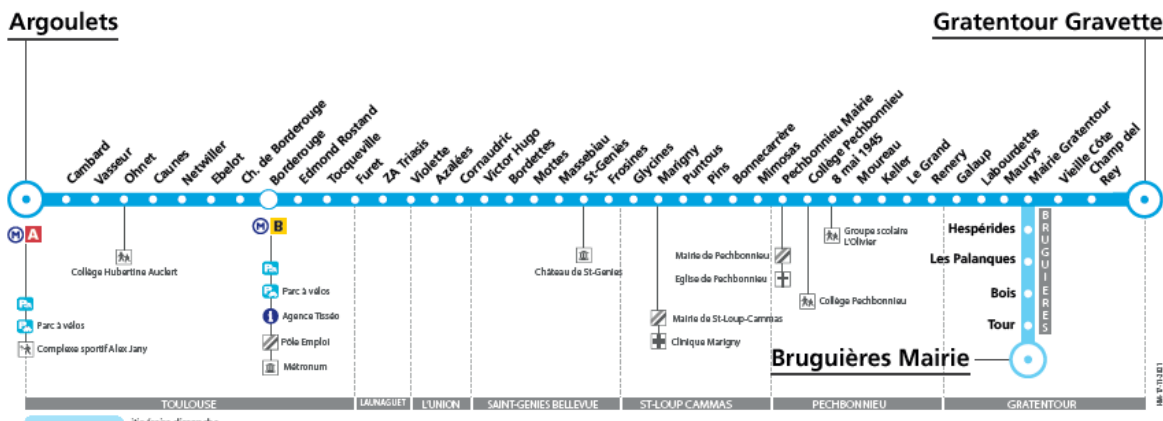 Argoulets
Gratentour Gravette
Cambard
Vasseur
Ohnet
Caunes
Netwiller
Ebelot
Ch. de Borderouge
Borderouge
Edmond Rostand
Tocqueville
Furet
ZA Triasis
Violette
Azalées
Cornaudric
Victor Hugo
Bordettes
Mottes
Massebiau
St-Geniès
Frosines
Glycines
Marigny
Puntous
Pins
Bonnecarrère
Mimosas
Pechbonnieu Mairie
Collège Pechbonnieu
8 mai 1945
Moureau
Keller
Le Grand
Renery
Galaup
Labourdette
Maurys
Mairie Gratentour
Vieille Côte
Champ del
Rey
M A
Collège Hubertine Auclert
Parc à vélos
Complexe sportif Alex Jany
M B
Parc à vélos
Agence Tisséo
Pôle Emploi
Métronum
Château de St-Genies
Mairie de St-Loup-Cammas
Clinique Marigny
Mairie de Pechbonnieu
Eglise de Pechbonnieu
Collège Pechbonnieu
Groupe scolaire
L'Olivier
Hespérides
Les Palanques
Bois
Tour
BRUGUIERES
Bruguières Mairie
TOULOUSE
LAUNAGUET
L'UNION
SAINT-GENIES BELLEVUE
ST-LOUP CAMMAS
PECHBONNIEU
GRATENTOUR